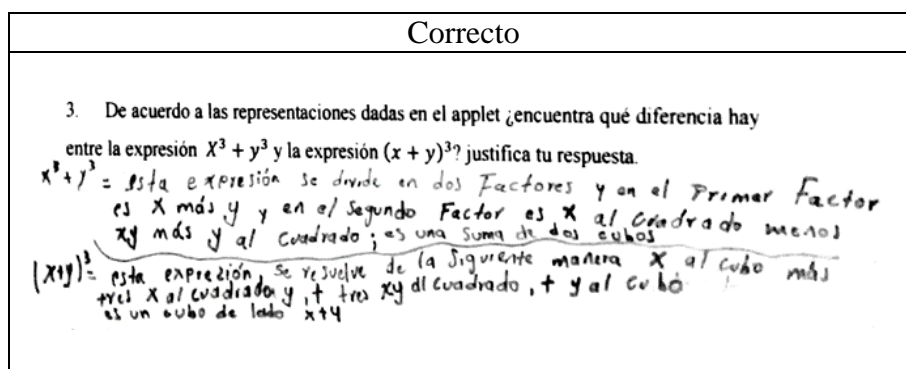 Correcto
3. De acuerdo a las representaciones dadas en el applet ¿encuentra qué diferencia hay
entre la expresión X³ + y³ y la expresión (x + y)³? justifica tu respuesta.
x³+y³ = esta expresión se divide en dos Factores y en el Primer Factor
es X más y y en el Segundo Factor es X al Cuadrado menos
xy más y al Cuadrado; es una suma de dos cubos
(x+y)³= esta exprezión, se resuelve de la Siguiente manera X al cubo más
tres X al cuadrado y, + tres xy al cuadrado, + y al cubo
es un cubo de lado x+y